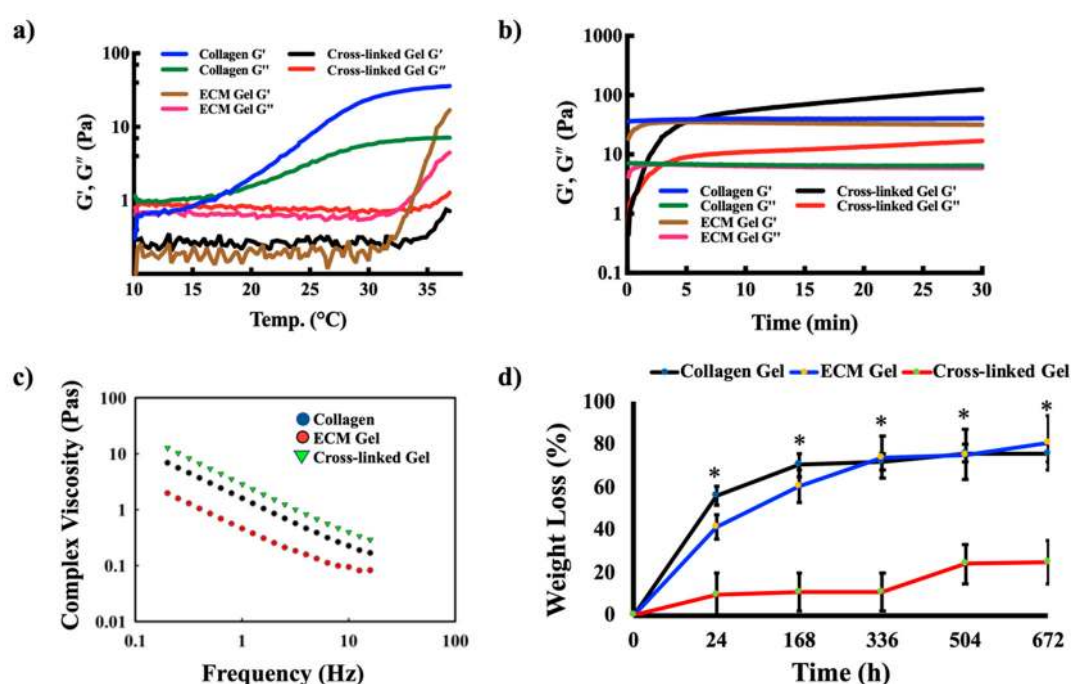 a)
Collagen G'
Collagen G''
ECM Gel G'
ECM Gel G''
Cross-linked Gel G'
Cross-linked Gel G''
G', G'' (Pa)
100
10
1
10 15 20 25 30 35
Temp. (°C)
b)
G', G'' (Pa)
1000
100
10
1
0.1
Collagen G'
Collagen G''
ECM Gel G'
ECM Gel G''
Cross-linked Gel G'
Cross-linked Gel G''
0 5 10 15 20 25 30
Time (min)
c)
Complex Viscosity (Pas)
100
10
1
0.1
0.01
Collagen
ECM Gel
Cross-linked Gel
0.1 1 10 100
Frequency (Hz)
d)
Collagen Gel ECM Gel Cross-linked Gel
Weight Loss (%)
100
80
60
40
20
0
* * * * *
0 24 168 336 504 672
Time (h)